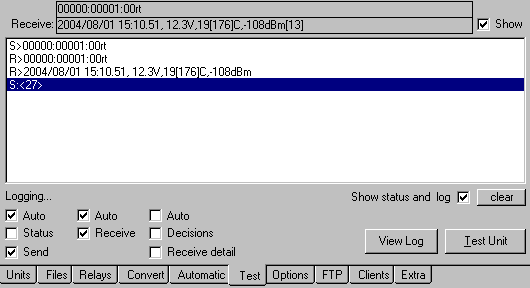 00000:00001:00rt
Receive: 2004/08/01 15:10.51, 12.3V,19[176]C,-108dBm[13] Show
S>00000:00001:00rt
R>00000:00001:00rt
R>2004/08/01 15:10.51, 12.3V,19[176]C,-108dBm
S:<27>
Logging... Show status and log clear
Auto Auto Auto
Status Receive Decisions
Send Receive detail View Log Test Unit
Units Files Relays Convert Automatic Test Options FTP Clients Extra